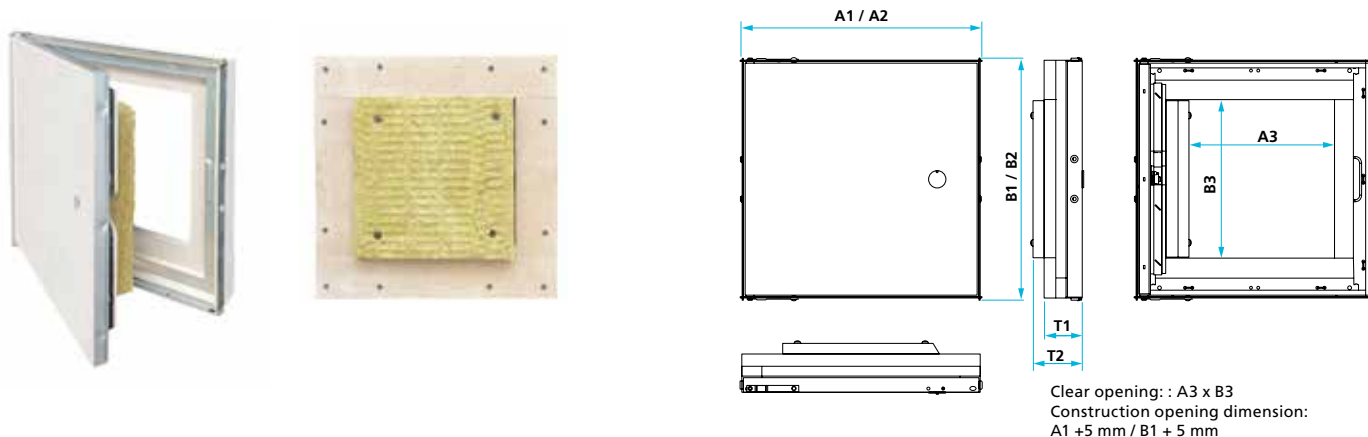 A1 / A2
B1 / B2
A3
B3
T1
T2
Clear opening: : A3 x B3
Construction opening dimension:
A1 +5 mm / B1 + 5 mm